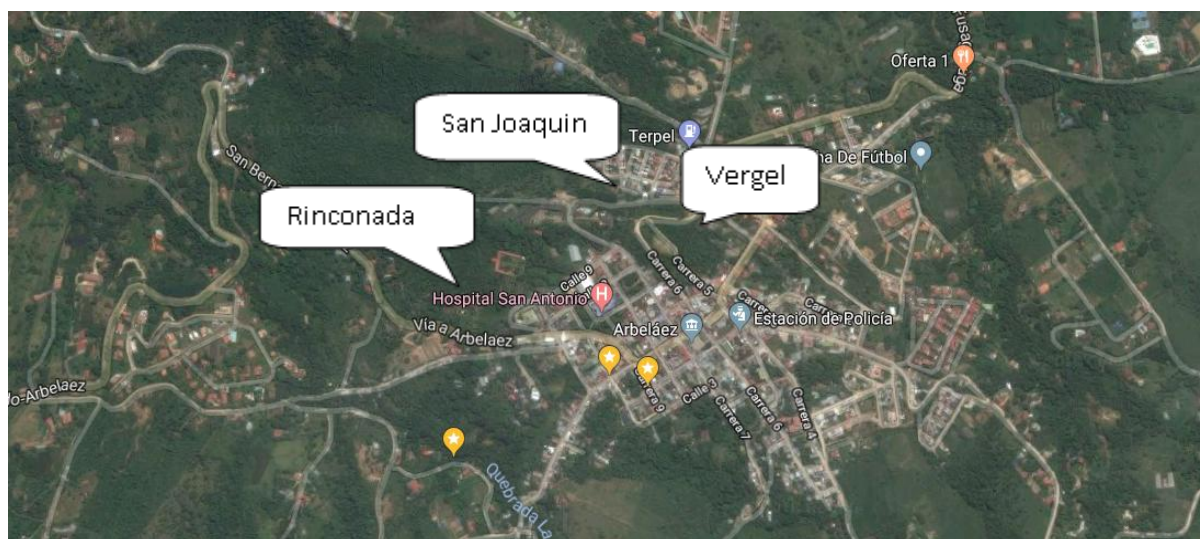 Oferta 1
San Joaquin
Terpel
Vergel
De Fútbol
Rinconada
Calle 9
Carrera 6
Carrera 5
Hospital San Antonio
Vía a Arbelaez
Arbeláez
Estación de Policía
Carrera 9
Calle 3
Carrera 7
Carrera 6
Carrera 4
Quebrada La